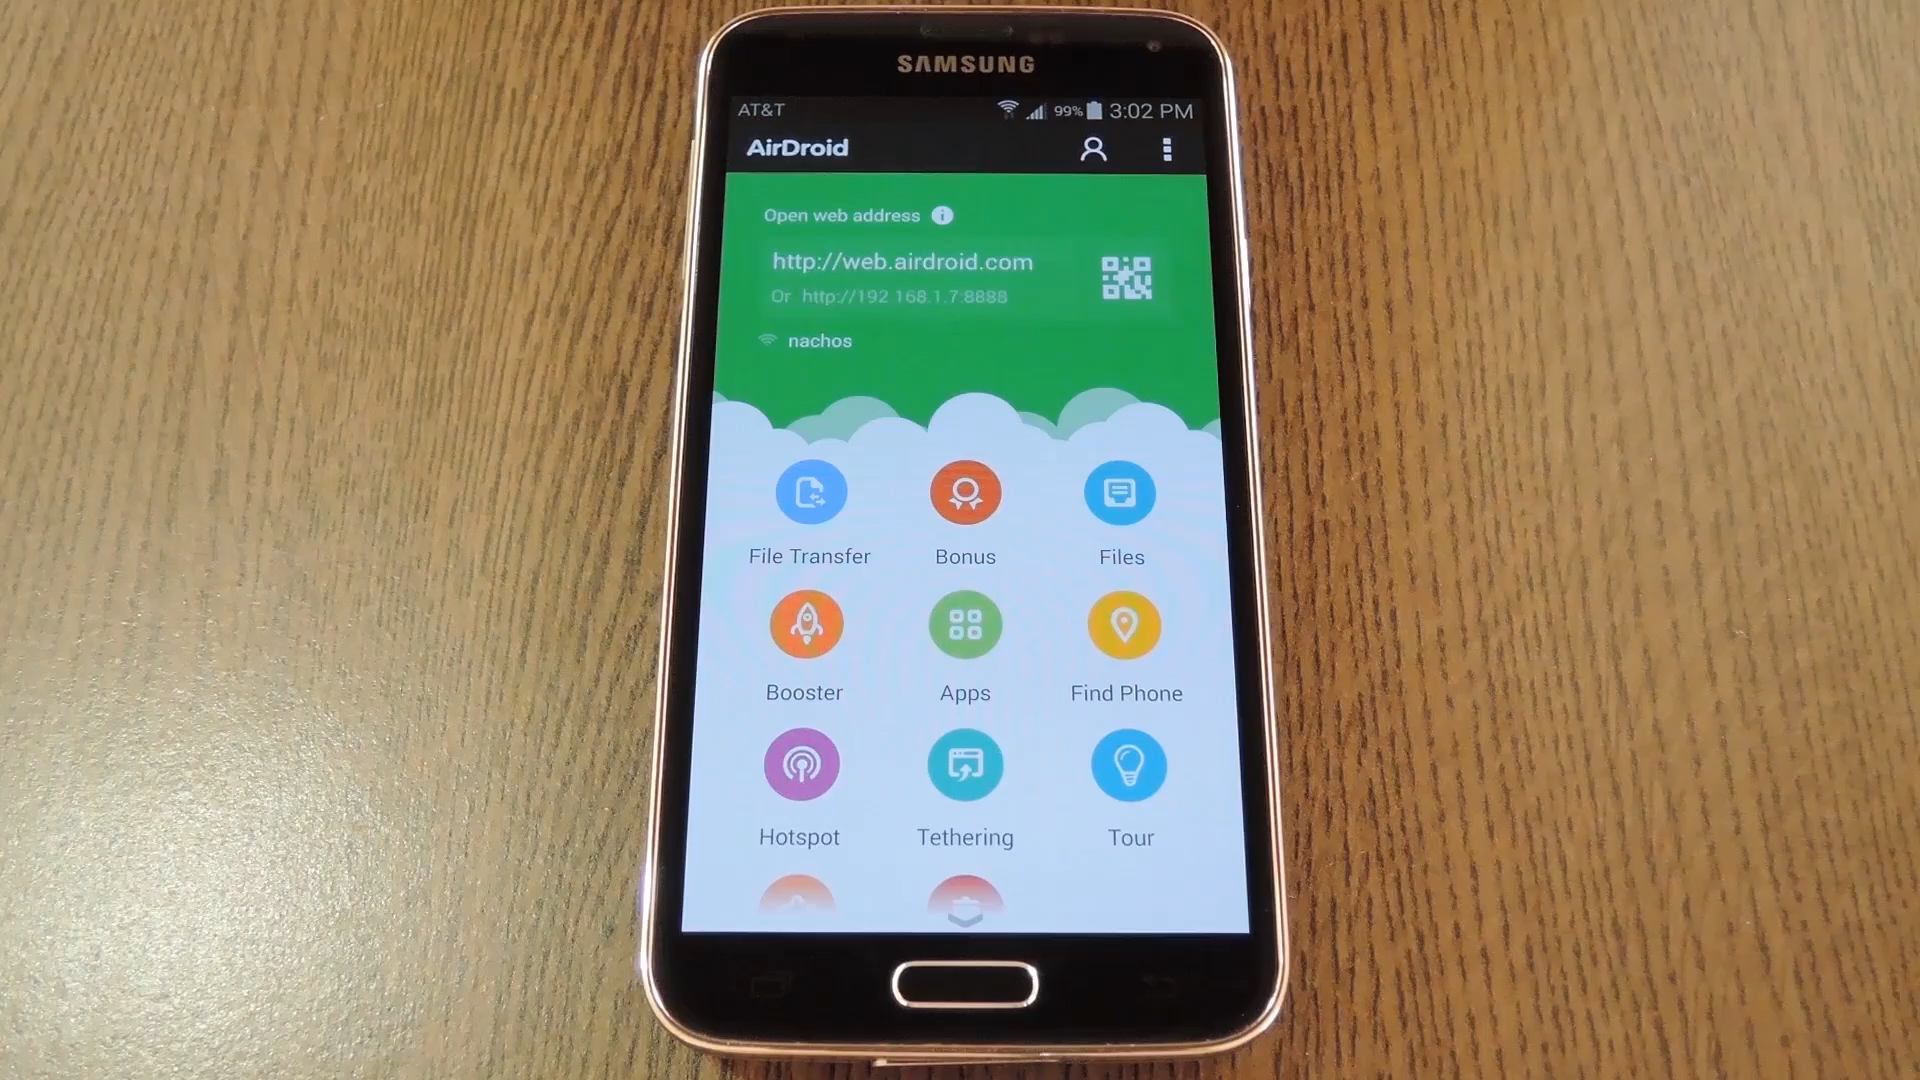 SAMSUNG
AT&T 99% 3:02 PM
AirDroid
Open web address
http://web.airdroid.com
Or http://192.168.1.7:8888
nachos
File Transfer Bonus Files
Booster Apps Find Phone
Hotspot Tethering Tour